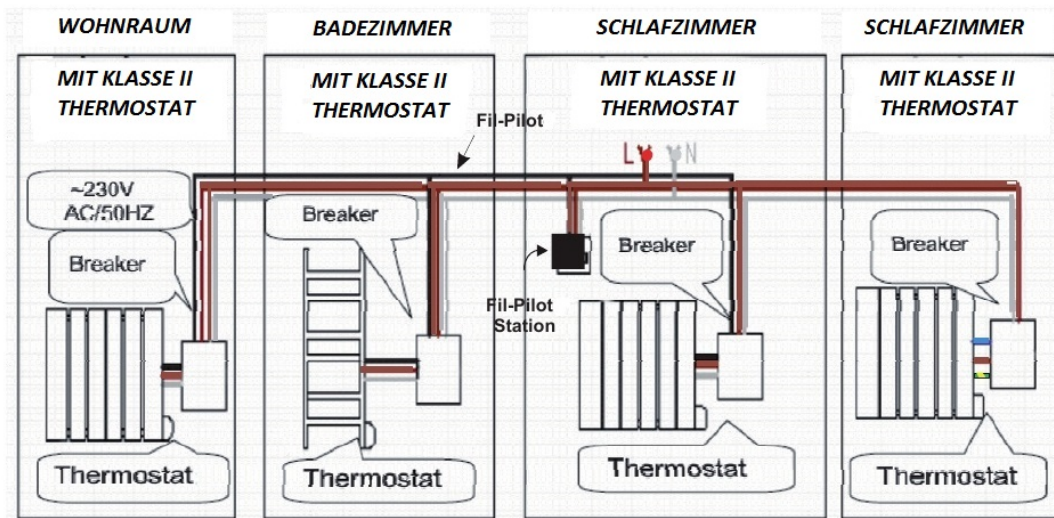 WOHNRAUM
MIT KLASSE II
THERMOSTAT
~230V
AC/50HZ
Breaker
Thermostat
BADEZIMMER
MIT KLASSE II
THERMOSTAT
Fil-Pilot
Breaker
Thermostat
SCHLAFZIMMER
MIT KLASSE II
THERMOSTAT
L
N
Breaker
Fil-Pilot
Station
Thermostat
SCHLAFZIMMER
MIT KLASSE II
THERMOSTAT
Breaker
Thermostat